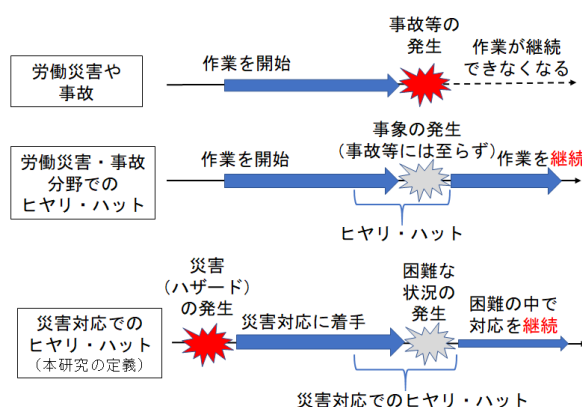 労働災害や
事故
作業を開始
事故等の
発生
作業が継続
できなくなる
労働災害・事故
分野での
ヒヤリ・ハット
作業を開始
事象の発生
（事故等には至らず）
作業を継続
ヒヤリ・ハット
災害対応での
ヒヤリ・ハット
（本研究の定義）
災害
（ハザード）
の発生
災害対応に着手
困難な
状況の
発生
困難の中で
対応を継続
災害対応でのヒヤリ・ハット